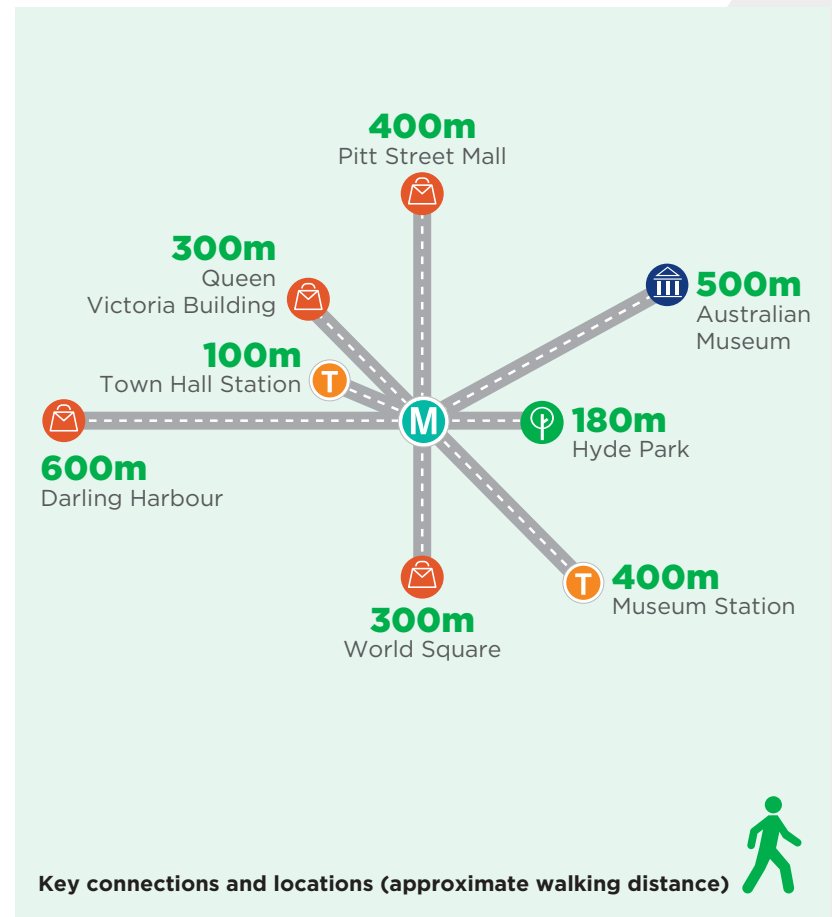 400m
Pitt Street Mall
300m
Queen
Victoria Building
500m
Australian
Museum
100m
Town Hall Station
T
M
180m
Hyde Park
600m
Darling Harbour
T
400m
Museum Station
300m
World Square
Key connections and locations (approximate walking distance)